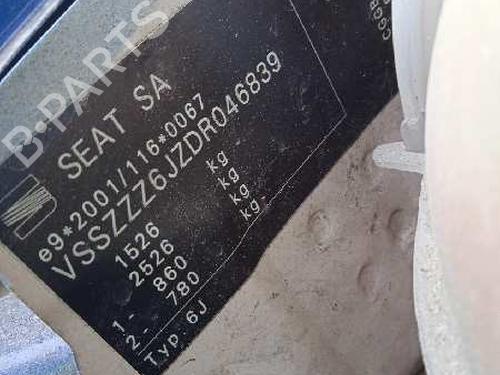 B-PARTS
SEAT SA
e9*2001/116*0067
VSSZZZ6JZDR046839
1526 kg
2526 kg
1- 860 kg
2- 780 kg
Typ. 6J